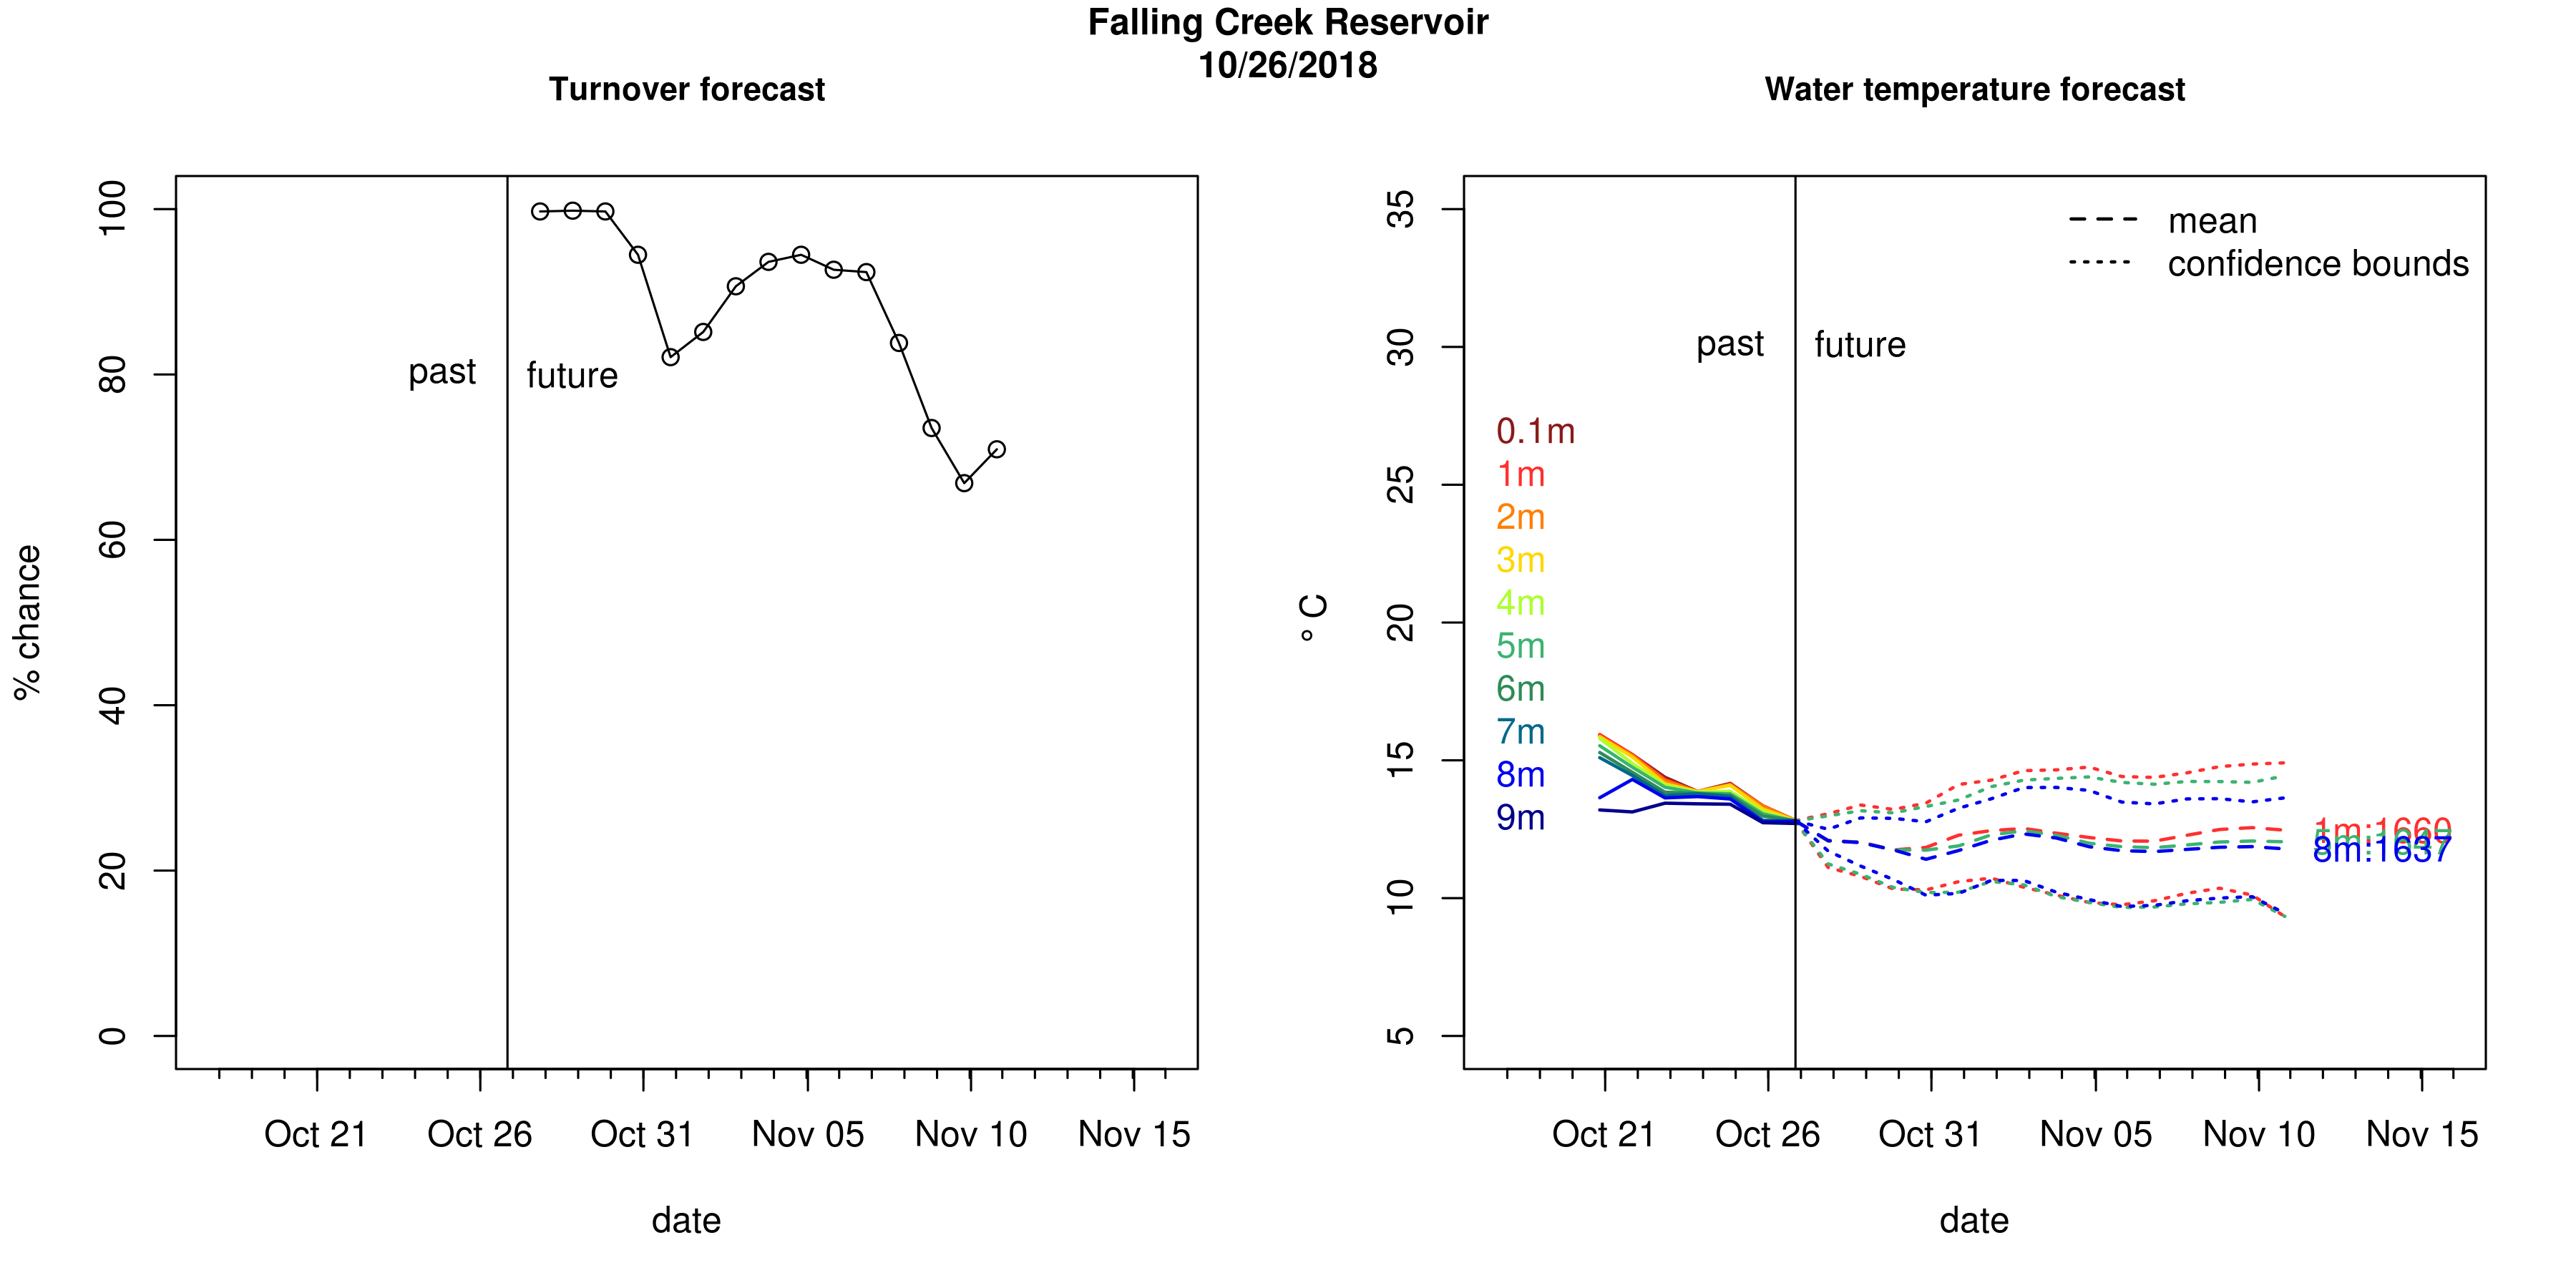 Falling Creek Reservoir
10/26/2018
Turnover forecast
% chance
100
80
60
40
20
0
past
future
Oct 21
Oct 26
Oct 31
Nov 05
Nov 10
Nov 15
date
Water temperature forecast
° C
35
30
25
20
15
10
5
mean
confidence bounds
past
future
0.1m
1m
2m
3m
4m
5m
6m
7m
8m
9m
1m:1660
8m:1637
Oct 21
Oct 26
Oct 31
Nov 05
Nov 10
Nov 15
date